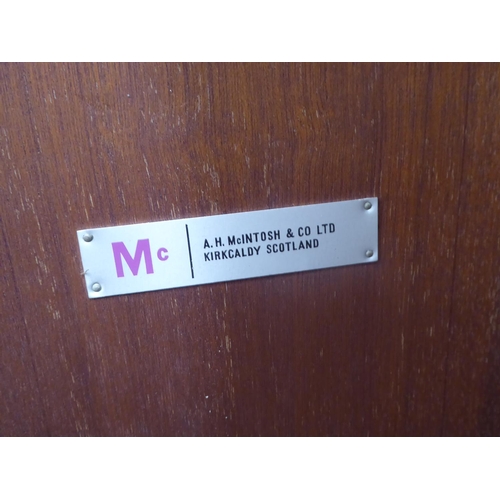 Mc
A.H. McINTOSH & CO LTD
KIRKCALDY SCOTLAND